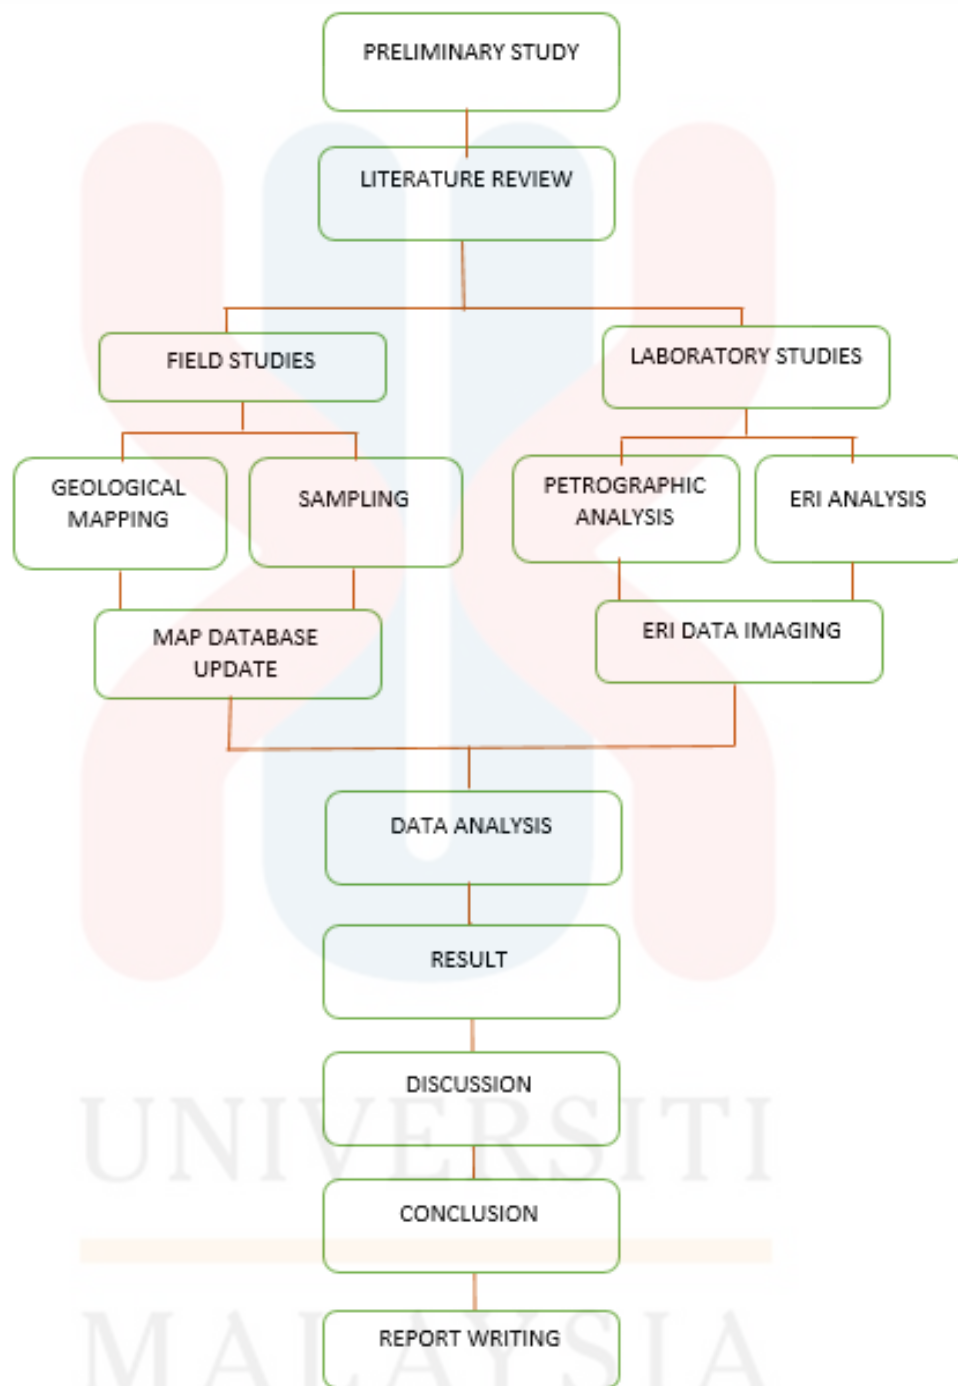 PRELIMINARY STUDY
LITERATURE REVIEW
FIELD STUDIES
LABORATORY STUDIES
GEOLOGICAL
MAPPING
SAMPLING
PETROGRAPHIC
ANALYSIS
ERI ANALYSIS
MAP DATABASE
UPDATE
ERI DATA IMAGING
DATA ANALYSIS
RESULT
DISCUSSION
UNIVERSITI
CONCLUSION
REPORT WRITING
MALAYSIA